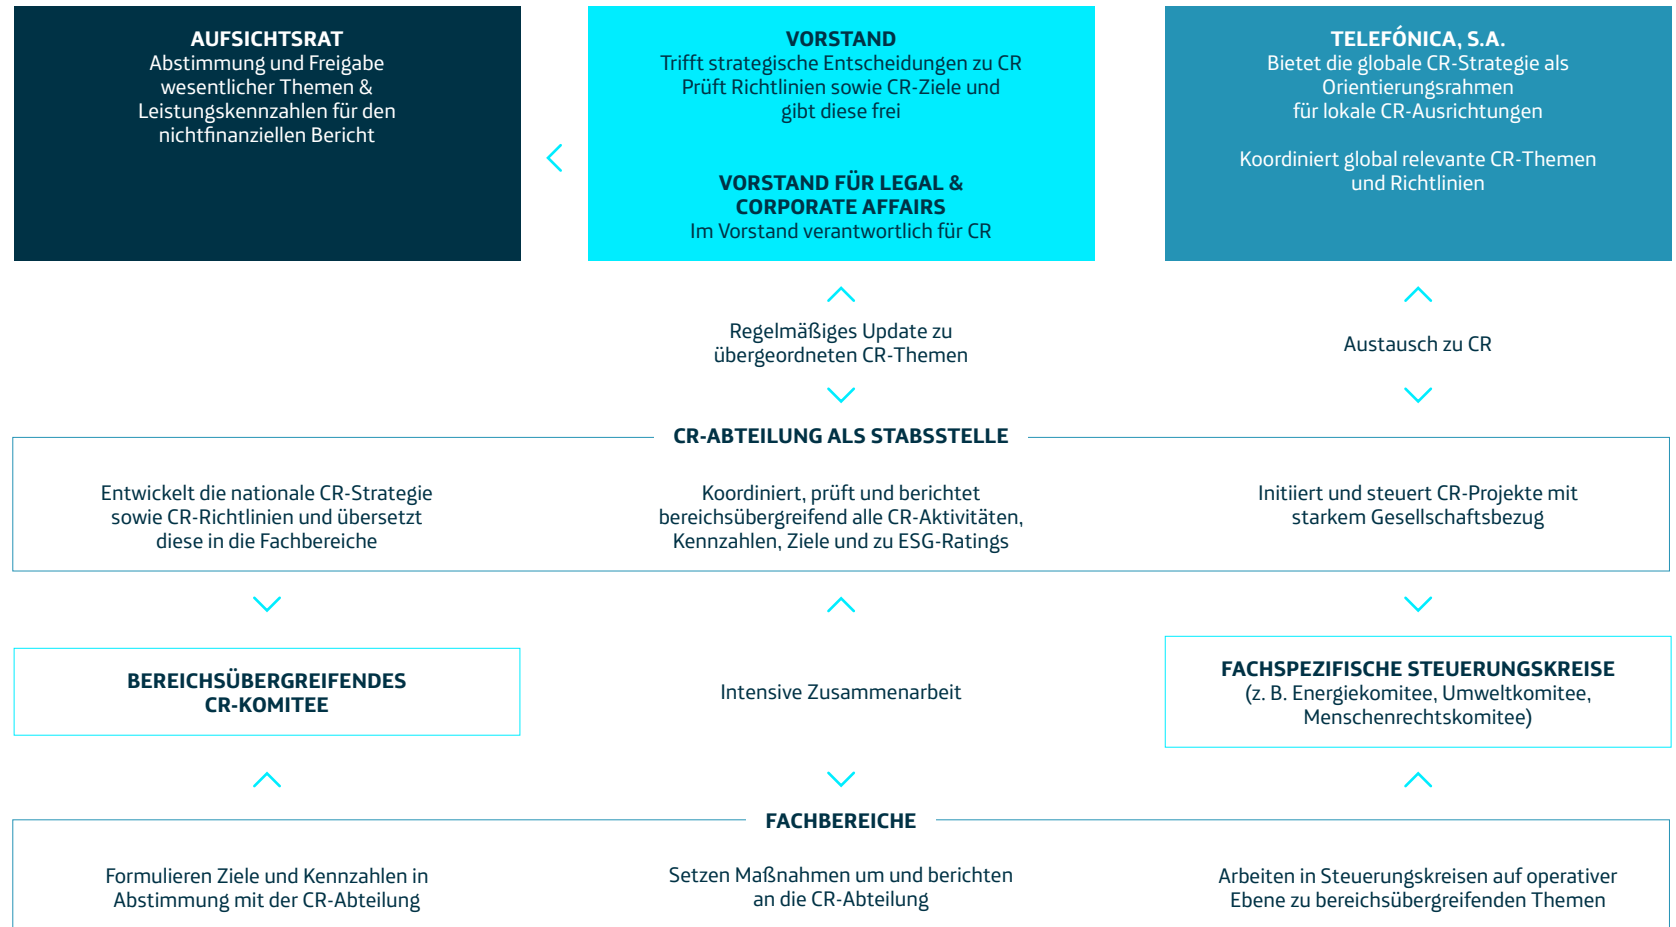 AUFSICHTSRAT
Abstimmung und Freigabe
wesentlicher Themen &
Leistungskennzahlen für den
nichtfinanziellen Bericht
VORSTAND
Trifft strategische Entscheidungen zu CR
Prüft Richtlinien sowie CR-Ziele und
gibt diese frei
VORSTAND FÜR LEGAL &
CORPORATE AFFAIRS
Im Vorstand verantwortlich für CR
TELEFÓNICA, S.A.
Bietet die globale CR-Strategie als
Orientierungsrahmen
für lokale CR-Ausrichtungen
Koordiniert global relevante CR-Themen
und Richtlinien
Regelmäßiges Update zu
übergeordneten CR-Themen
Austausch zu CR
CR-ABTEILUNG ALS STABSSTELLE
Entwickelt die nationale CR-Strategie
sowie CR-Richtlinien und übersetzt
diese in die Fachbereiche
Koordiniert, prüft und berichtet
bereichsübergreifend alle CR-Aktivitäten,
Kennzahlen, Ziele und zu ESG-Ratings
Initiiert und steuert CR-Projekte mit
starkem Gesellschaftsbezug
BEREICHSÜBERGREIFENDES
CR-KOMITEE
Intensive Zusammenarbeit
FACHSPEZIFISCHE STEUERUNGSKREISE
(z. B. Energiekomitee, Umweltkomitee,
Menschenrechtskomitee)
FACHBEREICHE
Formulieren Ziele und Kennzahlen in
Abstimmung mit der CR-Abteilung
Setzen Maßnahmen um und berichten
an die CR-Abteilung
Arbeiten in Steuerungskreisen auf operativer
Ebene zu bereichsübergreifenden Themen